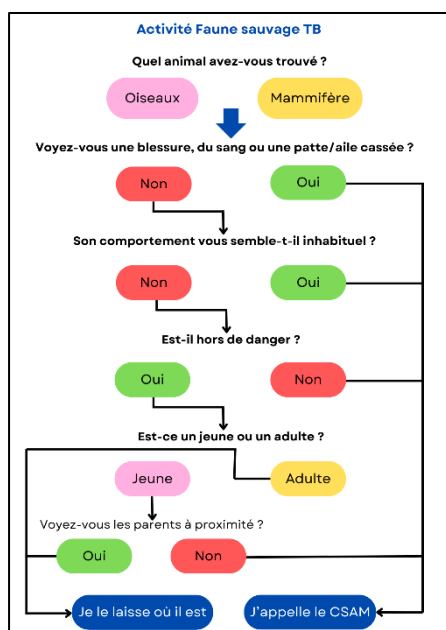 Activité Faune sauvage TB
Quel animal avez-vous trouvé ?
Oiseaux
Mammifère
Voyez-vous une blessure, du sang ou une patte/aile cassée ?
Non
Oui
Son comportement vous semble-t-il inhabituel ?
Non
Oui
Est-il hors de danger ?
Oui
Non
Est-ce un jeune ou un adulte ?
Jeune
Adulte
Voyez-vous les parents à proximité ?
Oui
Non
Je le laisse où il est
J'appelle le CSAM